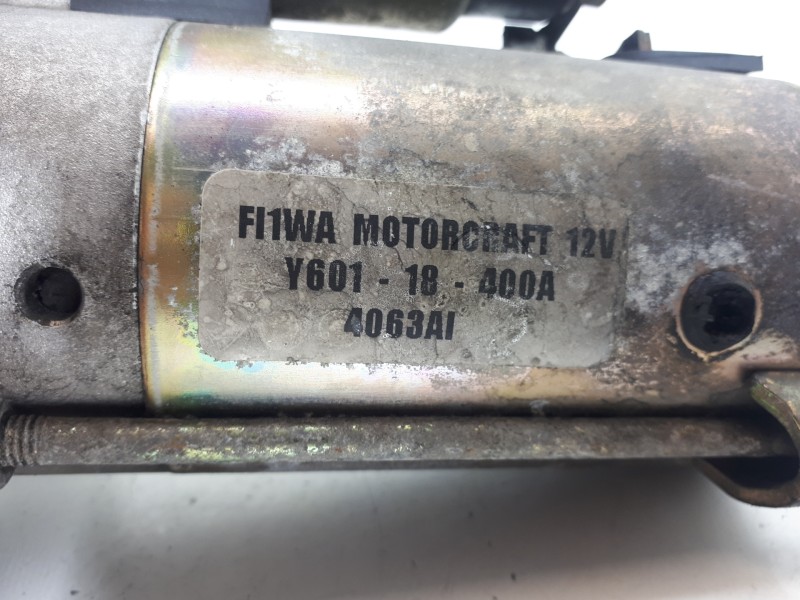 FI1WA MOTORCRAFT 12V
Y601 - 18 - 400A
4063AI